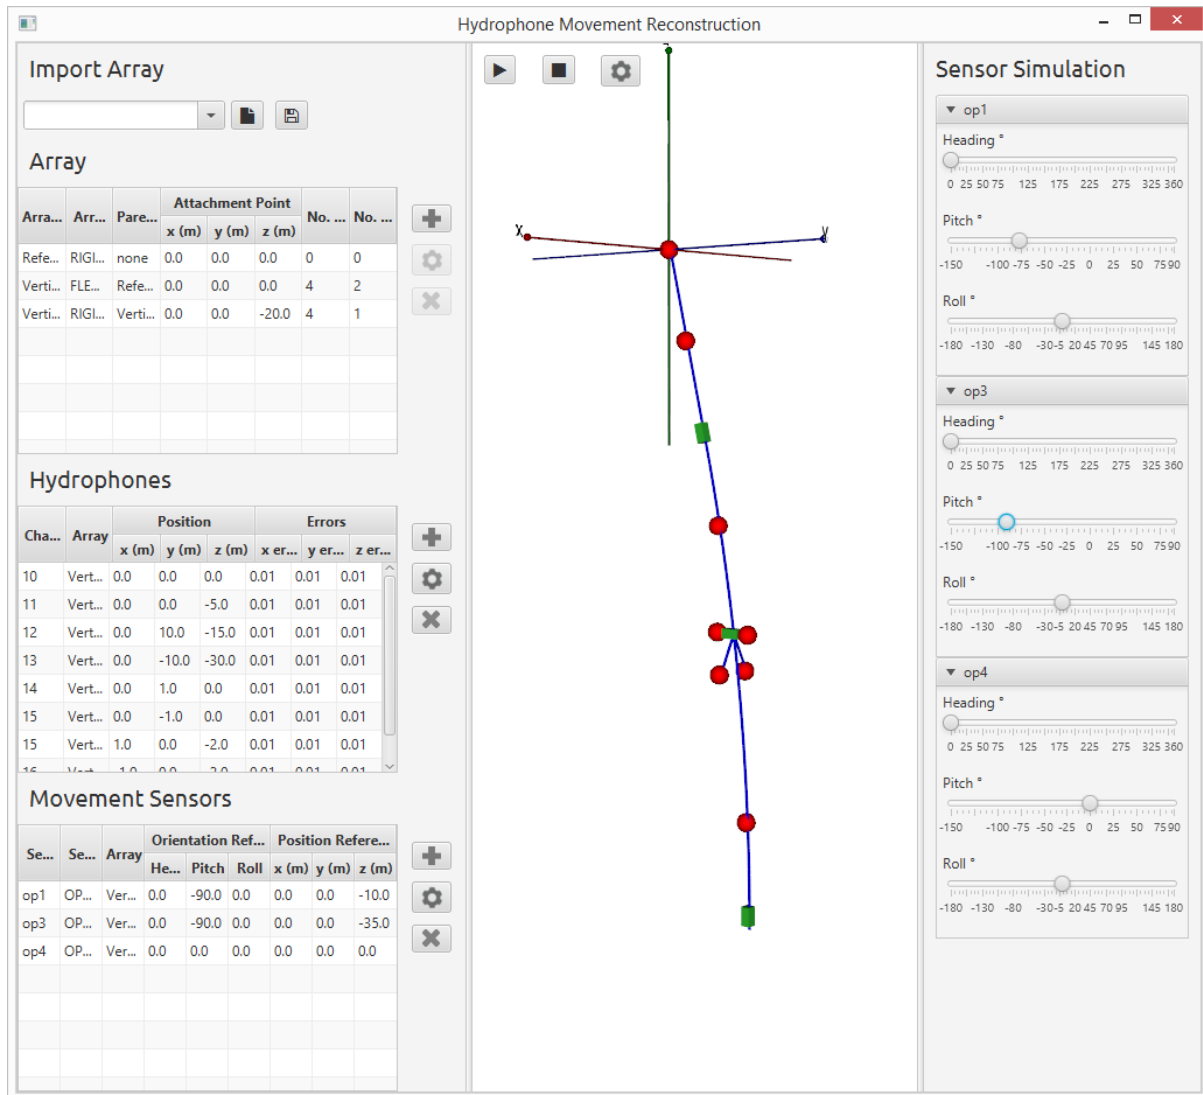 Hydrophone Movement Reconstruction
Import Array
Array
Arra... Arr... Pare... Attachment Point No. ... No. ...
x (m) y (m) z (m)
Refe... RIGI... none 0.0 0.0 0.0 0 0
Verti... FLE... Refe... 0.0 0.0 0.0 4 2
Verti... RIGI... Verti... 0.0 0.0 -20.0 4 1
Hydrophones
Cha... Array Position Errors
x (m) y (m) z (m) x er... y er... z er...
10 Vert... 0.0 0.0 0.0 0.01 0.01 0.01
11 Vert... 0.0 0.0 -5.0 0.01 0.01 0.01
12 Vert... 0.0 10.0 -15.0 0.01 0.01 0.01
13 Vert... 0.0 -10.0 -30.0 0.01 0.01 0.01
14 Vert... 0.0 1.0 0.0 0.01 0.01 0.01
15 Vert... 0.0 -1.0 0.0 0.01 0.01 0.01
15 Vert... 1.0 0.0 -2.0 0.01 0.01 0.01
16 Vert... -1.0 0.0 -2.0 0.01 0.01 0.01
Movement Sensors
Se... Se... Array Orientation Ref... Position Refere...
He... Pitch Roll x (m) y (m) z (m)
op1 OP... Ver... 0.0 -90.0 0.0 0.0 0.0 -10.0
op3 OP... Ver... 0.0 -90.0 0.0 0.0 0.0 -35.0
op4 OP... Ver... 0.0 0.0 0.0 0.0 0.0 0.0
X y
Sensor Simulation
op1
Heading °
0 25 50 75 125 175 225 275 325 360
Pitch °
-150 -100 -75 -50 -25 0 25 50 75 90
Roll °
-180 -130 -80 -30 -5 20 45 70 95 145 180
op3
Heading °
0 25 50 75 125 175 225 275 325 360
Pitch °
-150 -100 -75 -50 -25 0 25 50 75 90
Roll °
-180 -130 -80 -30 -5 20 45 70 95 145 180
op4
Heading °
0 25 50 75 125 175 225 275 325 360
Pitch °
-150 -100 -75 -50 -25 0 25 50 75 90
Roll °
-180 -130 -80 -30 -5 20 45 70 95 145 180